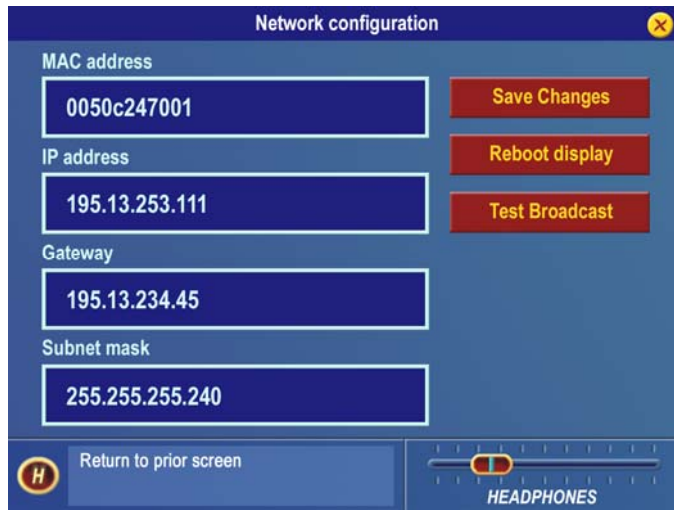 Network configuration
MAC address
0050c247001
Save Changes
IP address
Reboot display
195.13.253.111
Test Broadcast
Gateway
195.13.234.45
Subnet mask
255.255.255.240
H
Return to prior screen
HEADPHONES